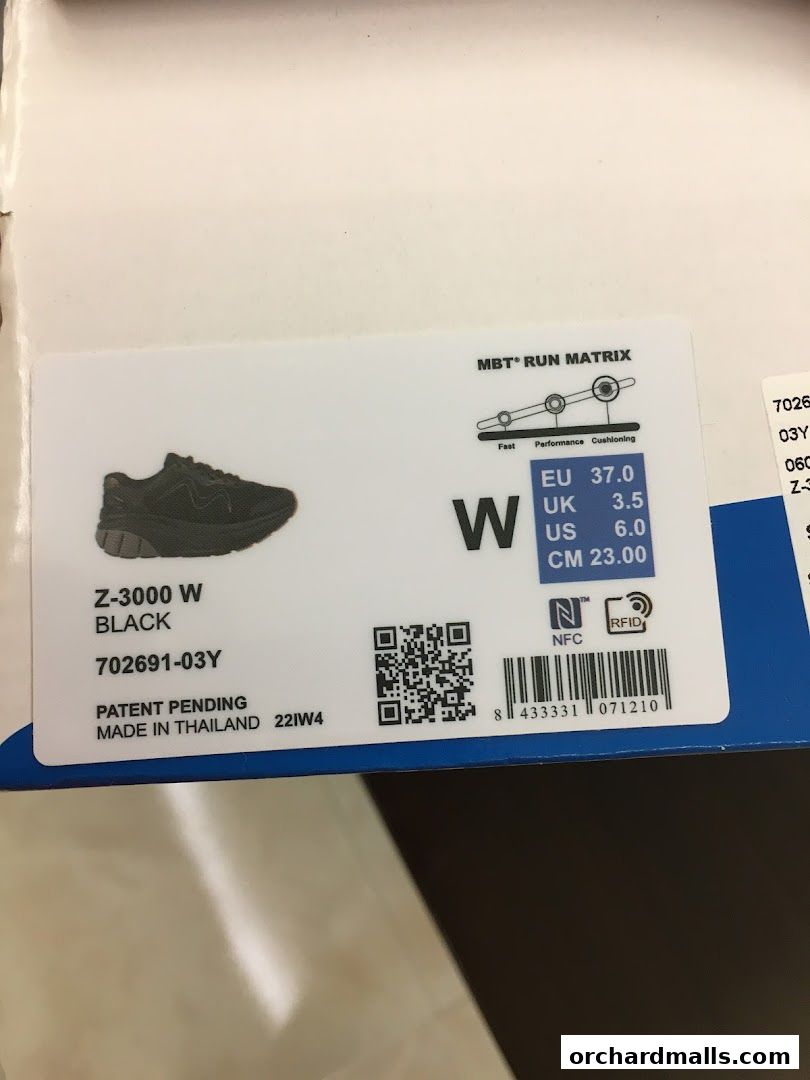 MBT® RUN MATRIX
Fast Performance Cushioning
W
EU 37.0
UK 3.5
US 6.0
CM 23.00
Z-3000 W
BLACK
702691-03Y
PATENT PENDING
MADE IN THAILAND 22IW4
N™
NFC
RFID
8 433331 071210
7026
03Y
060
Z-3
orchardmalls.com